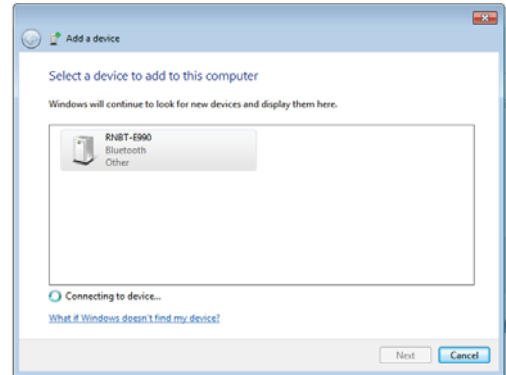 Add a device
Select a device to add to this computer
Windows will continue to look for new devices and display them here.
RNBT-E990
Bluetooth
Other
Connecting to device...
What if Windows doesn't find my device?
Next
Cancel